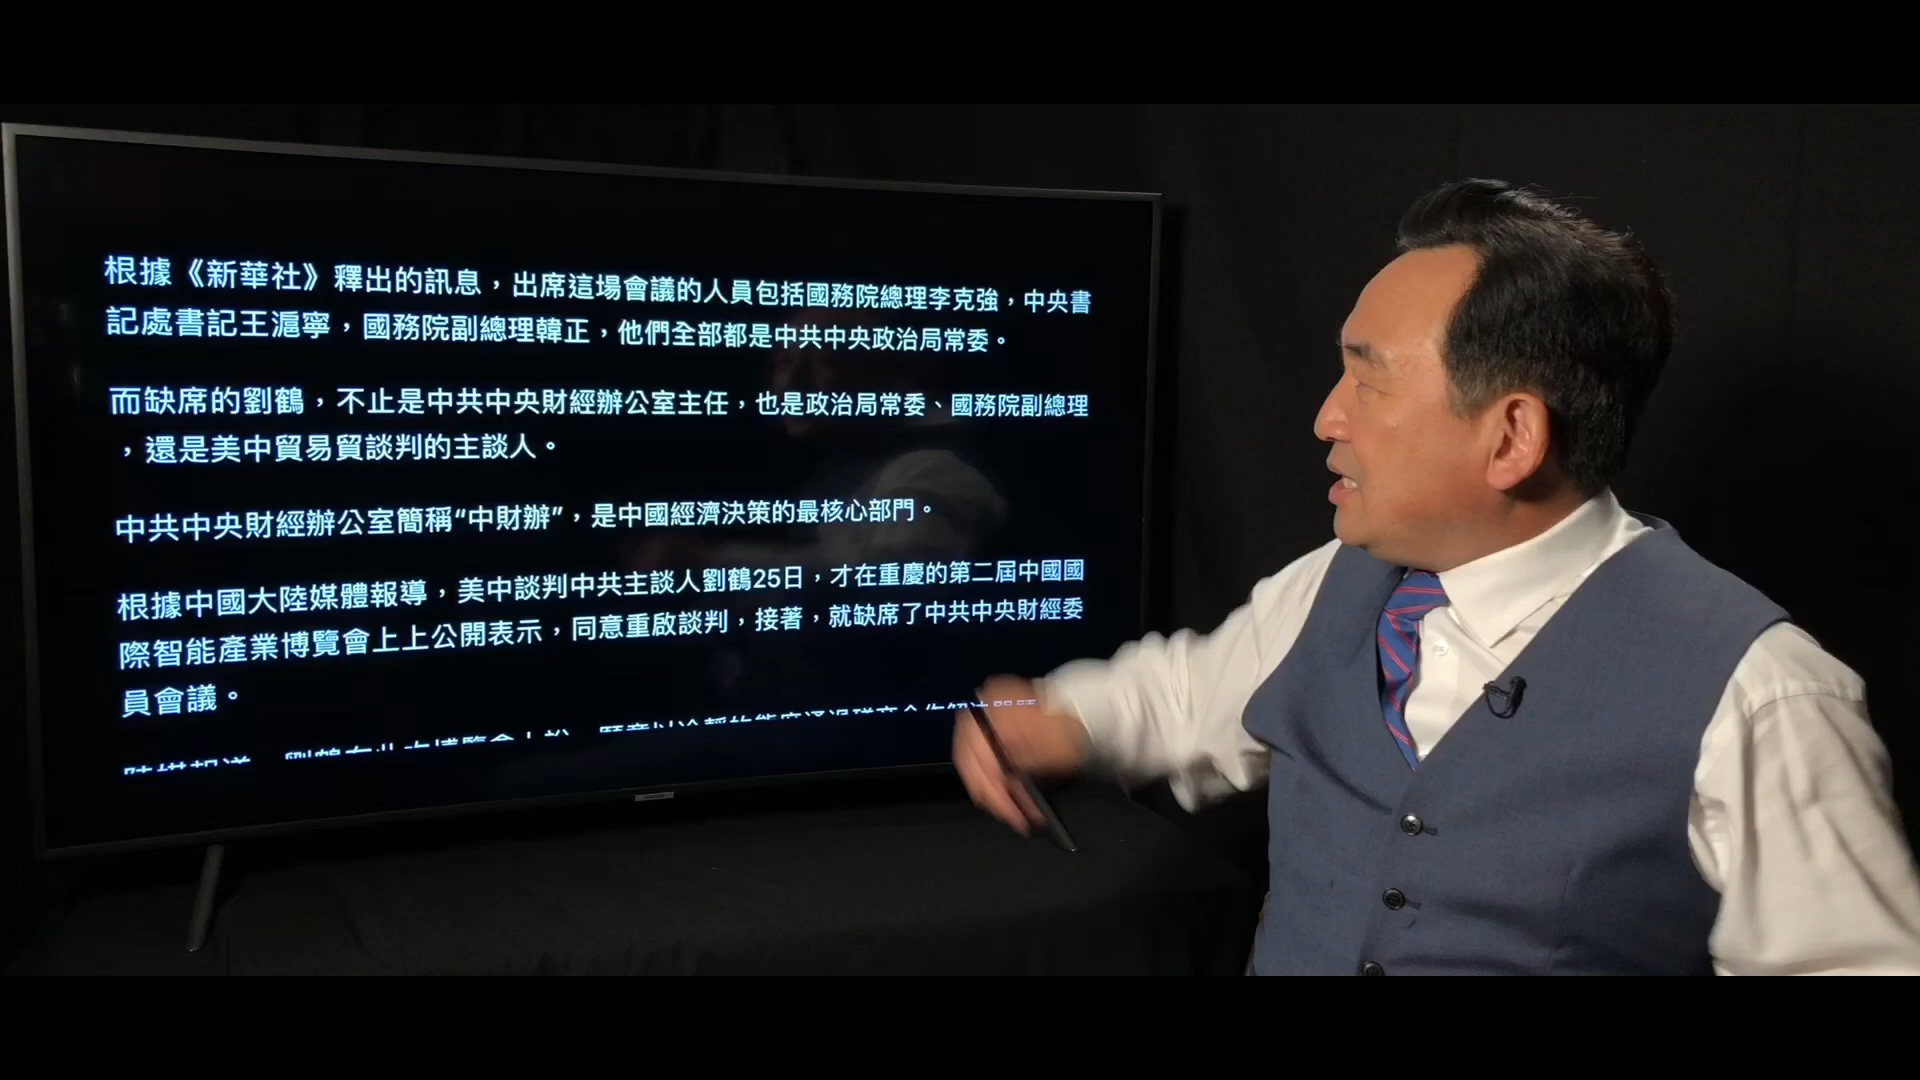 根據《新華社》釋出的訊息，出席這場會議的人員包括國務院總理李克強，中央書
記處書記王滬寧，國務院副總理韓正，他們全部都是中共中央政治局常委。
而缺席的劉鶴，不止是中共中央財經辦公室主任，也是政治局常委、國務院副總理
，還是美中貿易貿談判的主談人。
中共中央財經辦公室簡稱“中財辦”，是中國經濟決策的最核心部門。
根據中國大陸媒體報導，美中談判中共主談人劉鶴25日，才在重慶的第二屆中國國
際智能產業博覽會上上公開表示，同意重啟談判，接著，就缺席了中共中央財經委
員會議。